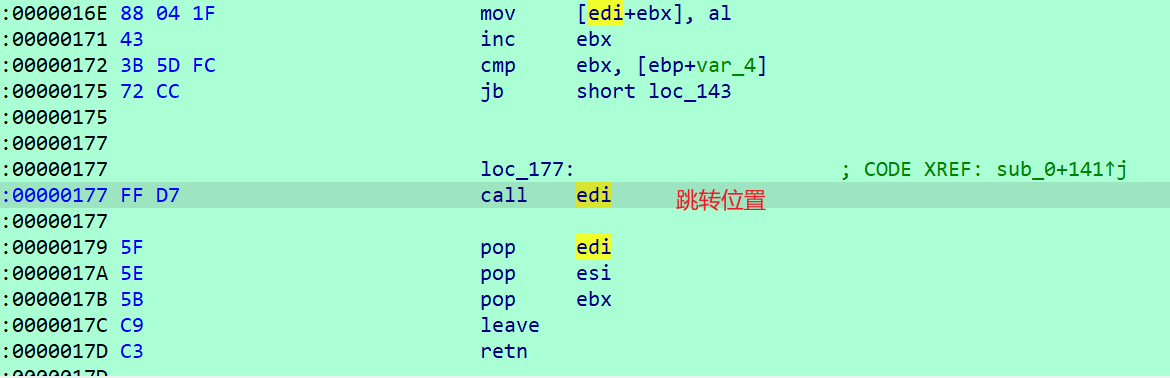 :0000016E 88 04 1F mov [edi+ebx], al
:00000171 43 inc ebx
:00000172 3B 5D FC cmp ebx, [ebp+var_4]
:00000175 72 CC jb short loc_143
:00000175
:00000177
:00000177 loc_177: ; CODE XREF: sub_0+141↑j
:00000177 FF D7 call edi 跳转位置
:00000177
:00000179 5F pop edi
:0000017A 5E pop esi
:0000017B 5B pop ebx
:0000017C C9 leave
:0000017D C3 retn
:0000017D